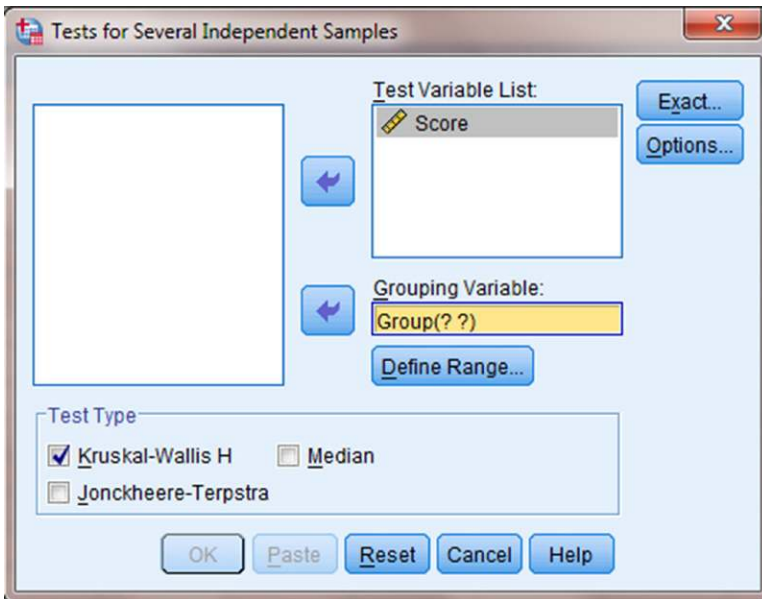 Tests for Several Independent Samples
Test Variable List:
Score
Exact...
Options...
Grouping Variable:
Group(? ?)
Define Range...
Test Type
Kruskal-Wallis H
Median
Jonckheere-Terpstra
OK
Paste
Reset
Cancel
Help